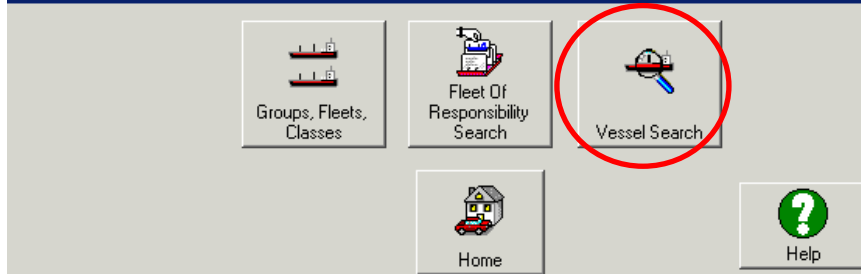 Groups, Fleets,
Classes
Fleet Of
Responsibility
Search
Vessel Search
Home
Help